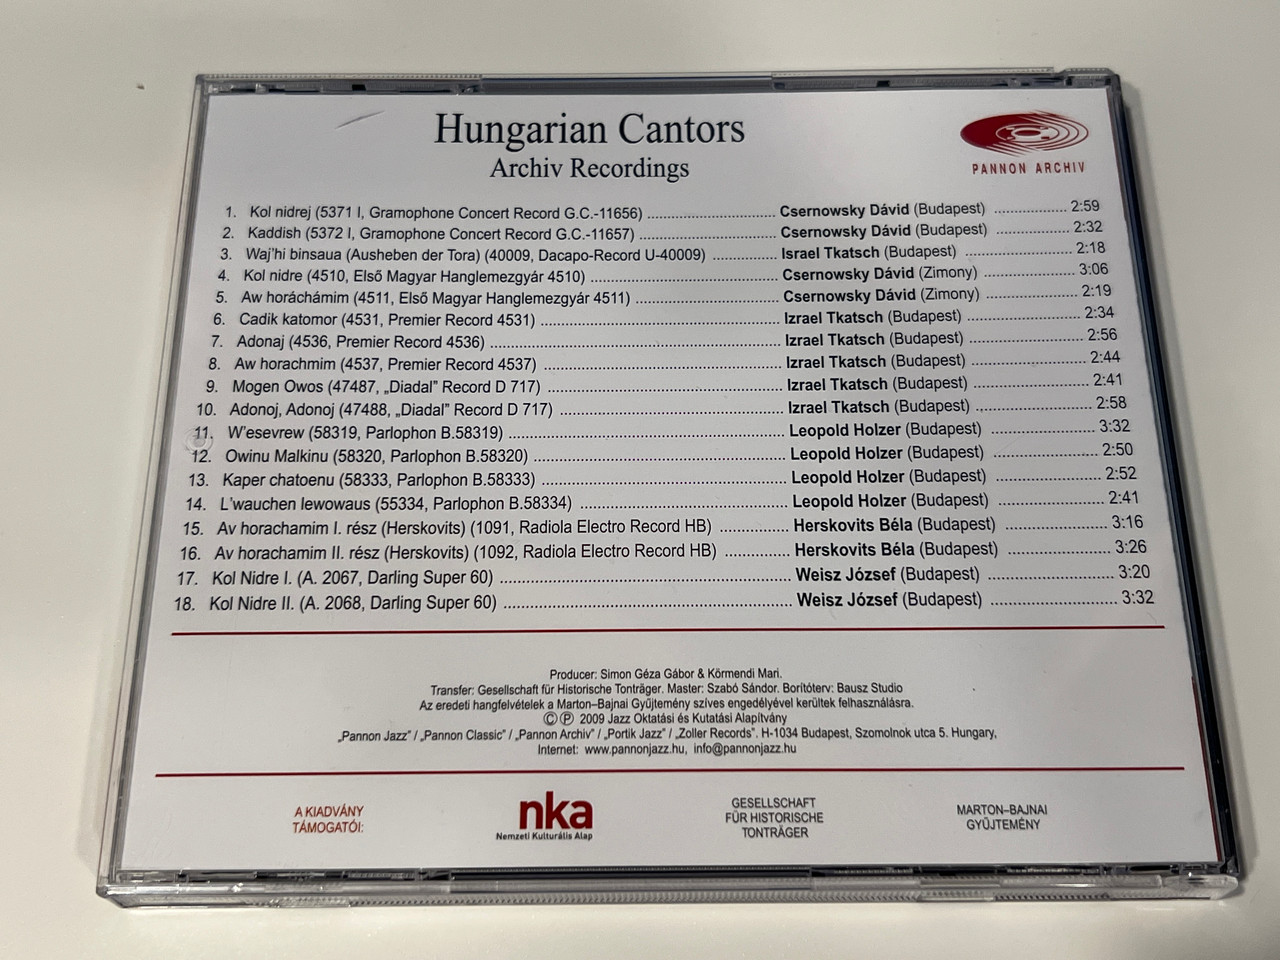 Hungarian Cantors
Archiv Recordings
PANNON ARCHIV
1. Kol nidrej (5371 I, Gramophone Concert Record G.C.-11656) ................................ Csernowsky Dávid (Budapest) .................. 2:59
2. Kaddish (5372 I, Gramophone Concert Record G.C.-11657) .................................. Csernowsky Dávid (Budapest) .................. 2:32
3. Waj'hi binsaua (Ausheben der Tora) (40009, Dacapo-Record U-40009) ................ Israel Tkatsch (Budapest) ......................... 2:18
4. Kol nidre (4510, Első Magyar Hanglemezgyár 4510) ................................................ Csernowsky Dávid (Zimony) ...................... 3:06
5. Aw horáchámim (4511, Első Magyar Hanglemezgyár 4511) .................................... Csernowsky Dávid (Zimony) ...................... 2:19
6. Cadik katomor (4531, Premier Record 4531) ............................................................ Izrael Tkatsch (Budapest) ............................ 2:34
7. Adonaj (4536, Premier Record 4536) ........................................................................ Izrael Tkatsch (Budapest) ............................ 2:56
8. Aw horachmim (4537, Premier Record 4537) ............................................................ Izrael Tkatsch (Budapest) ............................ 2:44
9. Mogen Owos (47487, „Diadal” Record D 717) ............................................................ Izrael Tkatsch (Budapest) ............................ 2:41
10. Adonoj, Adonoj (47488, „Diadal” Record D 717) ........................................................ Izrael Tkatsch (Budapest) ............................ 2:58
11. W'esevrew (58319, Parlophon B.58319) .................................................................... Leopold Holzer (Budapest) .......................... 3:32
12. Owinu Malkinu (58320, Parlophon B.58320) .............................................................. Leopold Holzer (Budapest) .......................... 2:50
13. Kaper chatoenu (58333, Parlophon B.58333) ............................................................ Leopold Holzer (Budapest) .......................... 2:52
14. L'wauchen lewowaus (55334, Parlophon B.58334) .................................................... Leopold Holzer (Budapest) .......................... 2:41
15. Av horachamim I. rész (Herskovits) (1091, Radiola Electro Record HB) ................ Herskovits Béla (Budapest) ........................ 3:16
16. Av horachamim II. rész (Herskovits) (1092, Radiola Electro Record HB) ............... Herskovits Béla (Budapest) ........................ 3:26
17. Kol Nidre I. (A. 2067, Darling Super 60) .................................................................... Weisz József (Budapest) ............................ 3:20
18. Kol Nidre II. (A. 2068, Darling Super 60) ................................................................... Weisz József (Budapest) ............................ 3:32
Producer: Simon Géza Gábor & Körmendi Mari.
Transfer: Gesellschaft für Historische Tonträger. Master: Szabó Sándor. Borítóterv: Bausz Studio
Az eredeti hangfelvételek a Marton–Bajnai Gyűjtemény szíves engedélyével kerültek felhasználásra.
©℗ 2009 Jazz Oktatási és Kutatási Alapítvány
„Pannon Jazz” / „Pannon Classic” / „Pannon Archiv” / „Portik Jazz” / „Zoller Records”. H-1034 Budapest, Szomolnok utca 5. Hungary,
Internet: www.pannonjazz.hu, info@pannonjazz.hu
A KIADVÁNY
TÁMOGATÓI:
nka
Nemzeti Kulturális Alap
GESELLSCHAFT
FÜR HISTORISCHE
TONTRÄGER
MARTON–BAJNAI
GYŰJTEMÉNY